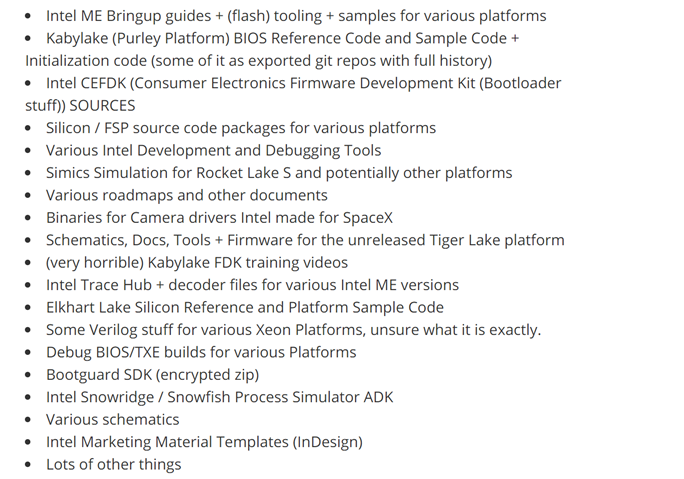 • Intel ME Bringup guides + (flash) tooling + samples for various platforms
• Kabylake (Purley Platform) BIOS Reference Code and Sample Code +
Initialization code (some of it as exported git repos with full history)
• Intel CEFDK (Consumer Electronics Firmware Development Kit (Bootloader
stuff)) SOURCES
• Silicon / FSP source code packages for various platforms
• Various Intel Development and Debugging Tools
• Simics Simulation for Rocket Lake S and potentially other platforms
• Various roadmaps and other documents
• Binaries for Camera drivers Intel made for SpaceX
• Schematics, Docs, Tools + Firmware for the unreleased Tiger Lake platform
• (very horrible) Kabylake FDK training videos
• Intel Trace Hub + decoder files for various Intel ME versions
• Elkhart Lake Silicon Reference and Platform Sample Code
• Some Verilog stuff for various Xeon Platforms, unsure what it is exactly.
• Debug BIOS/TXE builds for various Platforms
• Bootguard SDK (encrypted zip)
• Intel Snowridge / Snowfish Process Simulator ADK
• Various schematics
• Intel Marketing Material Templates (InDesign)
• Lots of other things